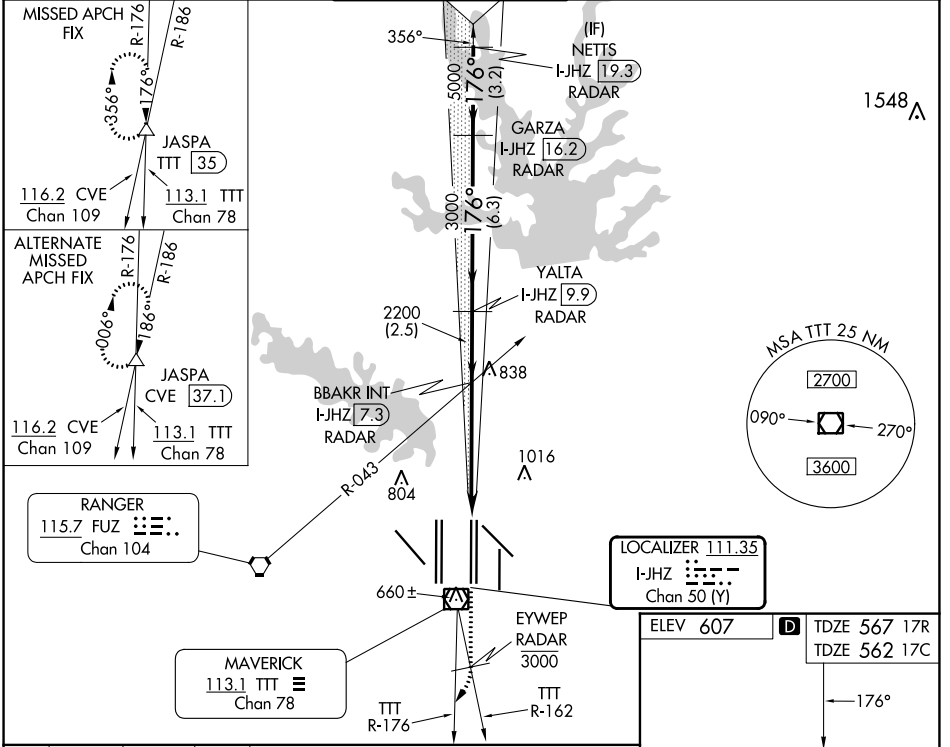 MISSED APCH
FIX
R-176
R-186
356°
176°
JASPA
TTT 35
116.2 CVE
Chan 109
113.1 TTT
Chan 78
ALTERNATE
MISSED
APCH FIX
R-176
R-186
006°
186°
JASPA
CVE 37.1
116.2 CVE
Chan 109
113.1 TTT
Chan 78
356°
(IF)
NETTS
I-JHZ 19.3
RADAR
5000
176°
(3.2)
GARZA
I-JHZ 16.2
RADAR
1548
3000
176°
(6.3)
YALTA
I-JHZ 9.9
RADAR
2200
(2.5)
838
BBAKR INT
I-JHZ 7.3
RADAR
R-043
804
1016
MSA TTT 25 NM
2700
090°
270°
3600
RANGER
115.7 FUZ
Chan 104
LOCALIZER 111.35
I-JHZ
Chan 50 (Y)
660 ±
EYWEP
RADAR
3000
MAVERICK
113.1 TTT
Chan 78
TTT
R-176
TTT
R-162
ELEV 607
D
TDZE 567 17R
TDZE 562 17C
176°